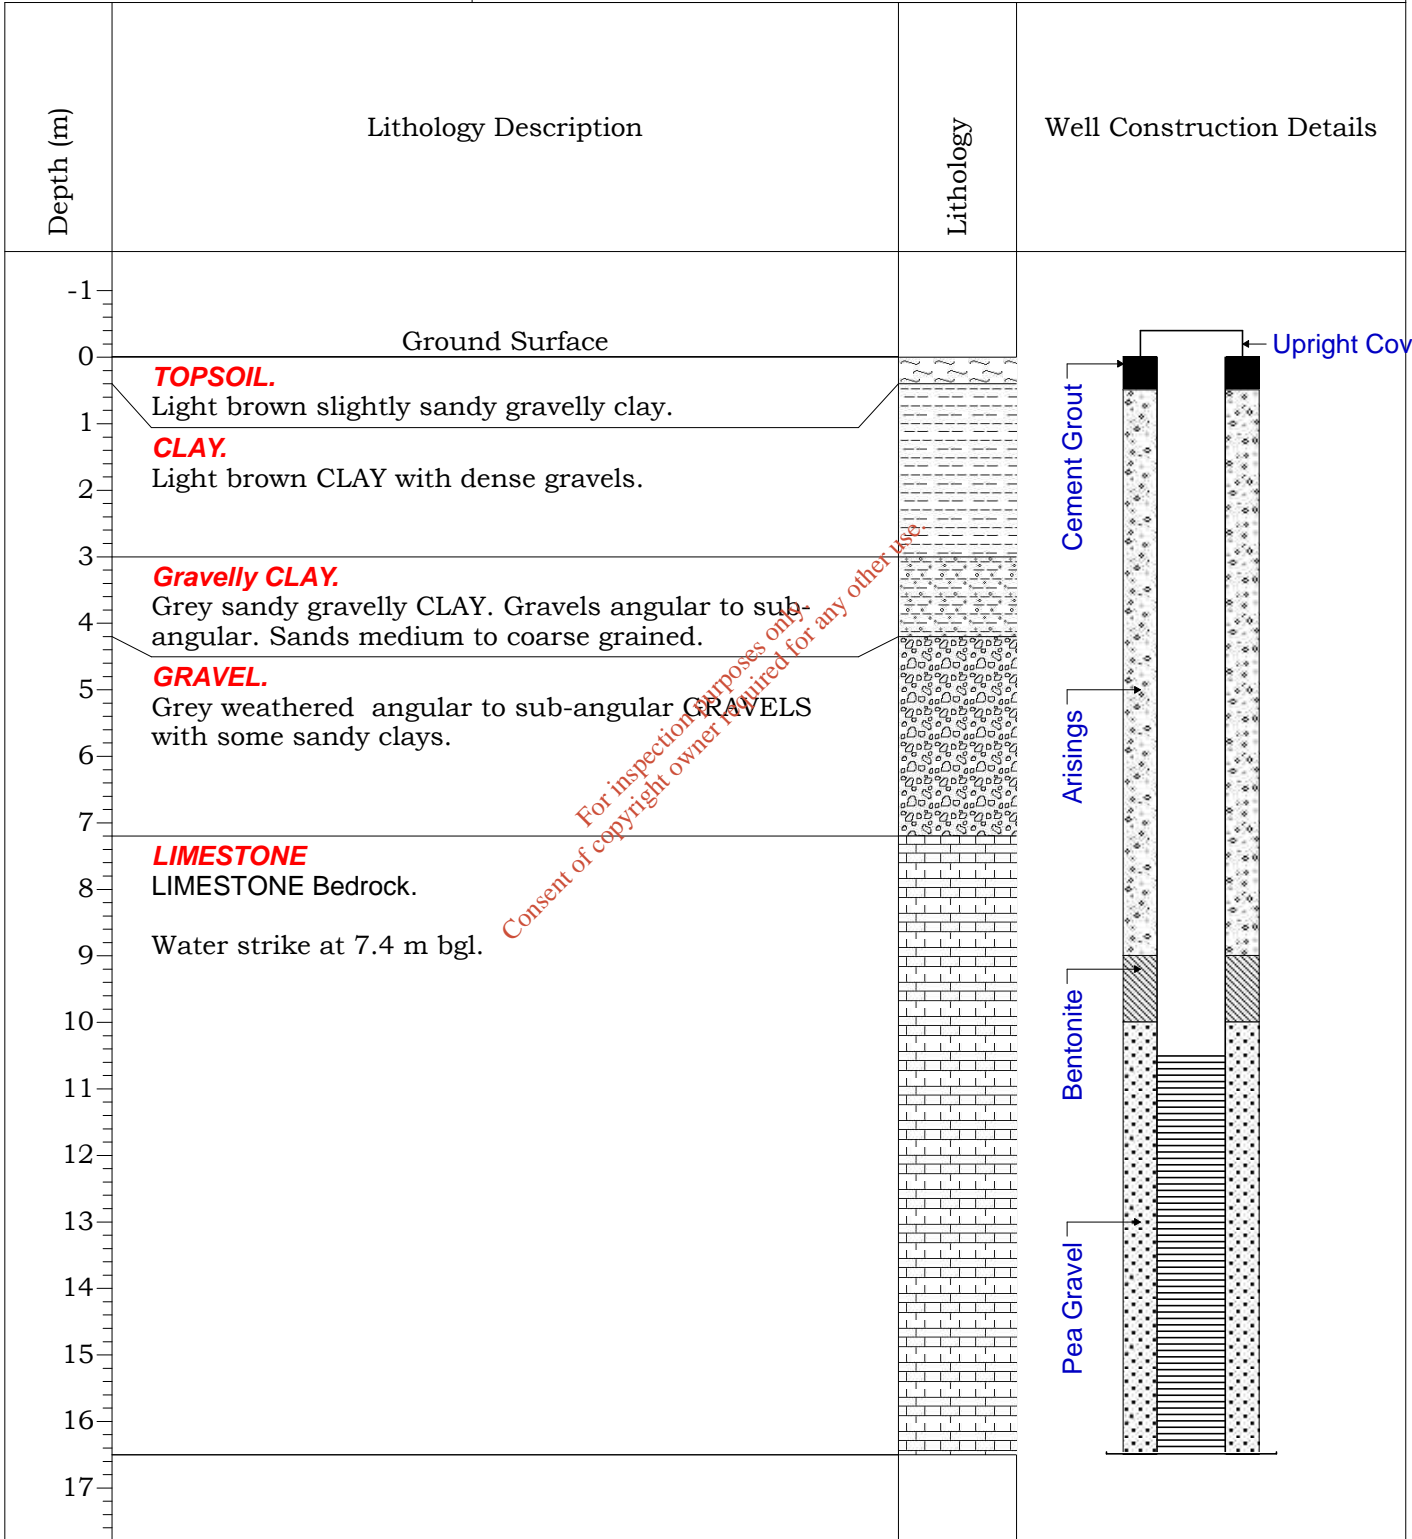 Depth (m)
Lithology Description
Lithology
Well Construction Details
-1
0
1
2
3
4
5
6
7
8
9
10
11
12
13
14
15
16
17
Ground Surface
TOPSOIL.
Light brown slightly sandy gravelly clay.
CLAY.
Light brown CLAY with dense gravels.
Gravelly CLAY.
Grey sandy gravelly CLAY. Gravels angular to sub-
angular. Sands medium to coarse grained.
GRAVEL.
Grey weathered  angular to sub-angular GRAVELS
with some sandy clays.
LIMESTONE
LIMESTONE Bedrock.
Water strike at 7.4 m bgl.
For inspection purposes only.
Consent of copyright owner required for any other use.
Upright Cov
Cement Grout
Arisings
Bentonite
Pea Gravel